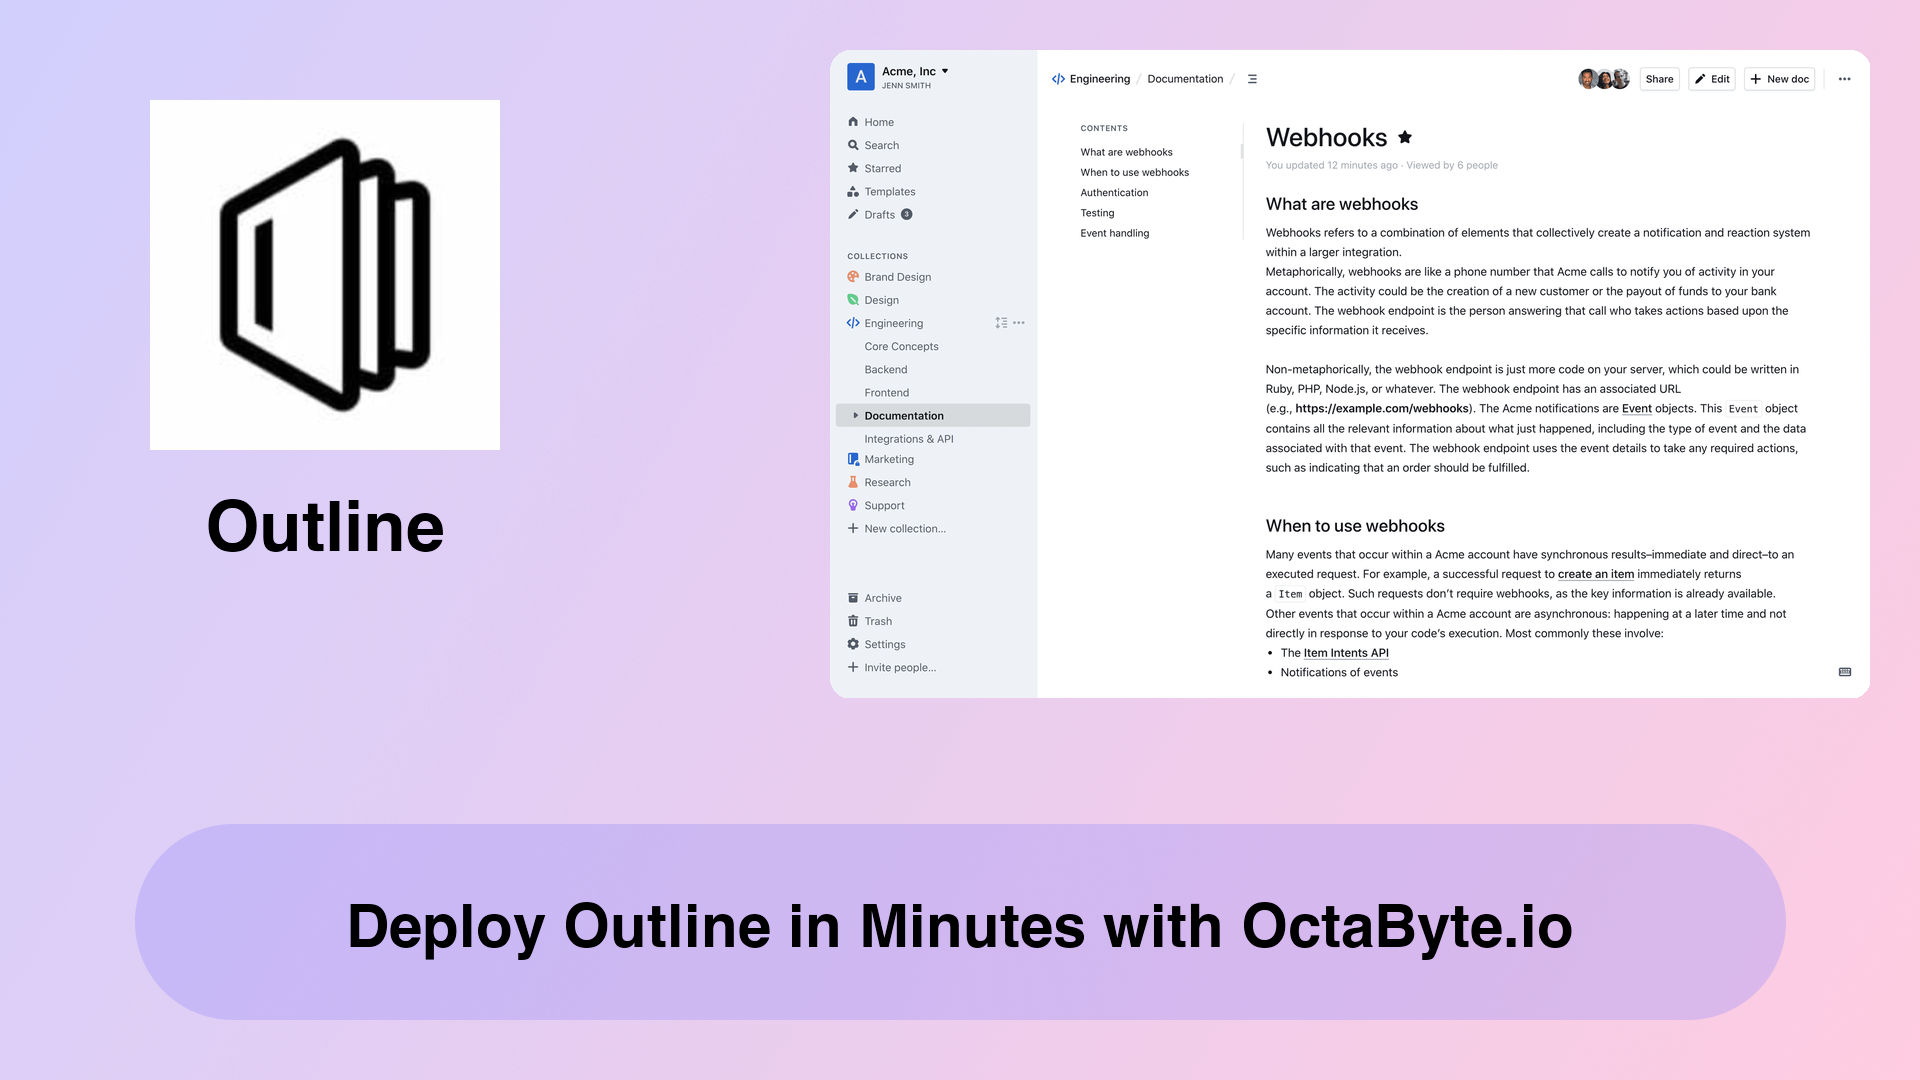 Outline
A
Acme, Inc
JENN SMITH
Home
Search
Starred
Templates
Drafts 3
COLLECTIONS
Brand Design
Design
Engineering
Core Concepts
Backend
Frontend
Documentation
Integrations & API
Marketing
Research
Support
New collection...
Archive
Trash
Settings
Invite people...
Engineering / Documentation /
Share
Edit
New doc
CONTENTS
What are webhooks
When to use webhooks
Authentication
Testing
Event handling
Webhooks
You updated 12 minutes ago · Viewed by 6 people
What are webhooks
Webhooks refers to a combination of elements that collectively create a notification and reaction system
within a larger integration.
Metaphorically, webhooks are like a phone number that Acme calls to notify you of activity in your
account. The activity could be the creation of a new customer or the payout of funds to your bank
account. The webhook endpoint is the person answering that call who takes actions based upon the
specific information it receives.
Non-metaphorically, the webhook endpoint is just more code on your server, which could be written in
Ruby, PHP, Node.js, or whatever. The webhook endpoint has an associated URL
(e.g., https://example.com/webhooks). The Acme notifications are Event objects. This Event object
contains all the relevant information about what just happened, including the type of event and the data
associated with that event. The webhook endpoint uses the event details to take any required actions,
such as indicating that an order should be fulfilled.
When to use webhooks
Many events that occur within a Acme account have synchronous results–immediate and direct–to an
executed request. For example, a successful request to create an item immediately returns
a Item object. Such requests don't require webhooks, as the key information is already available.
Other events that occur within a Acme account are asynchronous: happening at a later time and not
directly in response to your code's execution. Most commonly these involve:
• The Item Intents API
• Notifications of events
Deploy Outline in Minutes with OctaByte.io